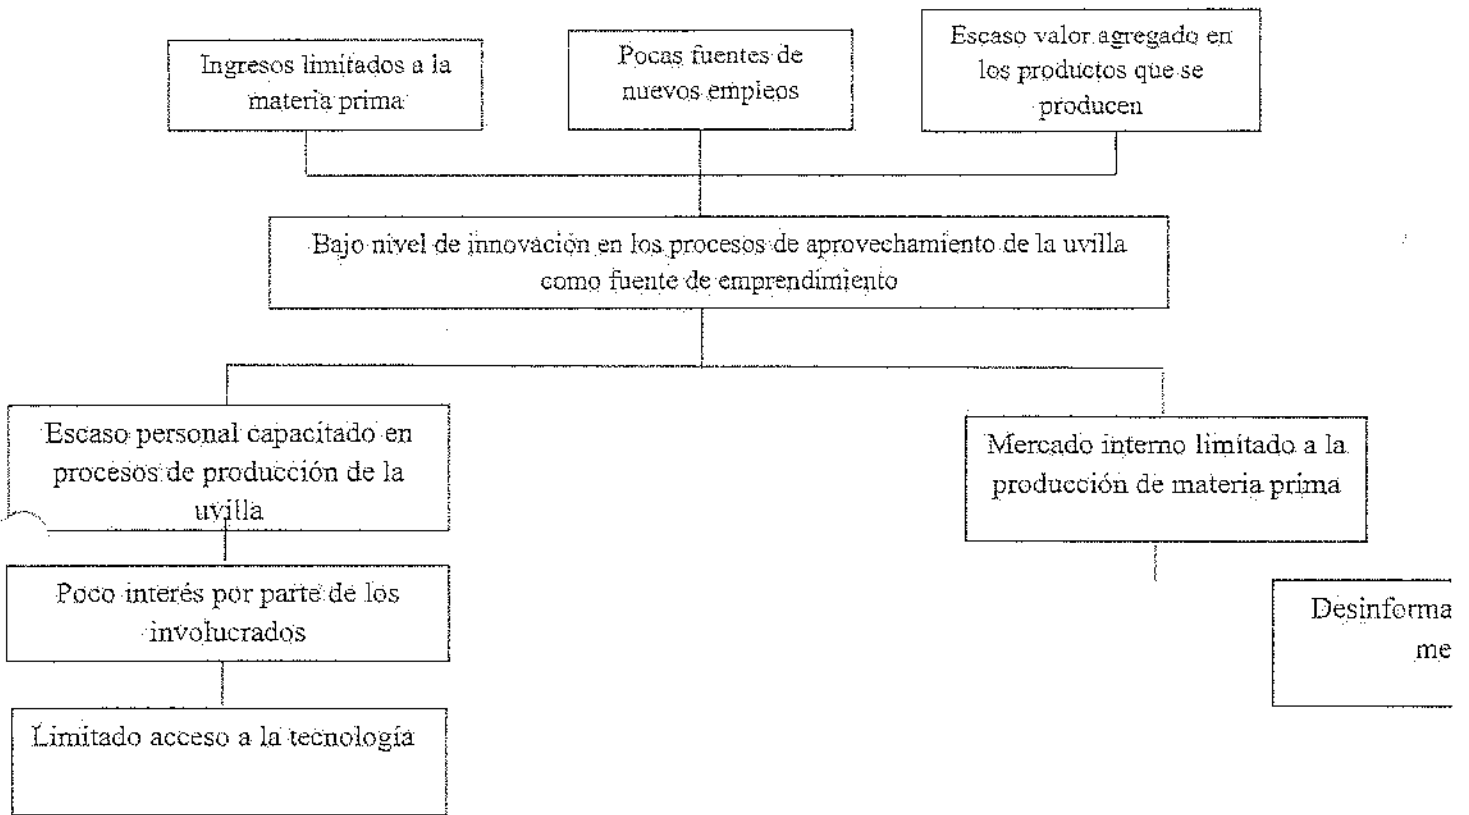 Ingresos limitados a la
materia prima
Pocas fuentes de
nuevos empleos
Escaso valor agregado en
los productos que se
producen
Bajo nivel de innovación en los procesos de aprovechamiento de la uvilla
como fuente de emprendimiento
Escaso personal capacitado en
procesos de producción de la
uvilla
Mercado interno limitado a la
producción de materia prima
Poco interés por parte de los
involucrados
Desinforma
me
Limitado acceso a la tecnología